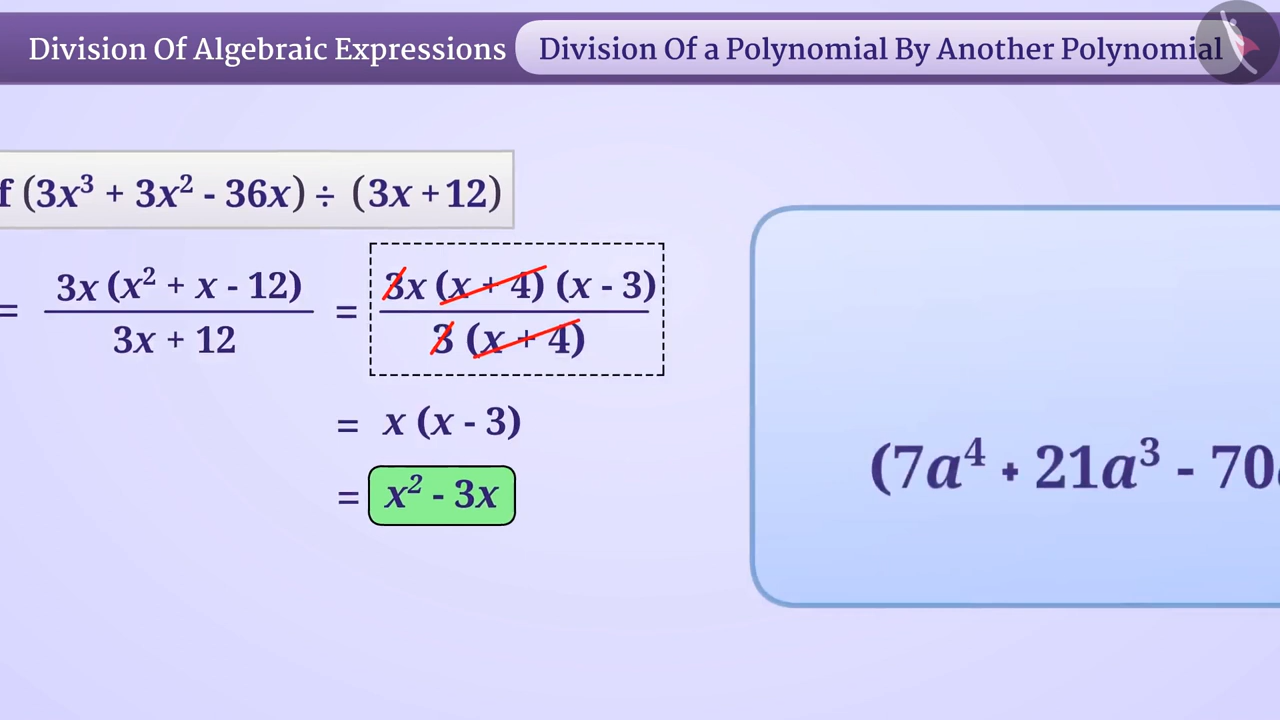 Division Of Algebraic Expressions Division Of a Polynomial By Another Polynomial
f (3x³ + 3x² - 36x) ÷ (3x + 12)
= 3x (x² + x - 12) = 3x (x + 4) (x - 3)
3x + 12 3 (x + 4)
= x (x - 3)
= x² - 3x
(7a⁴ + 21a³ - 70